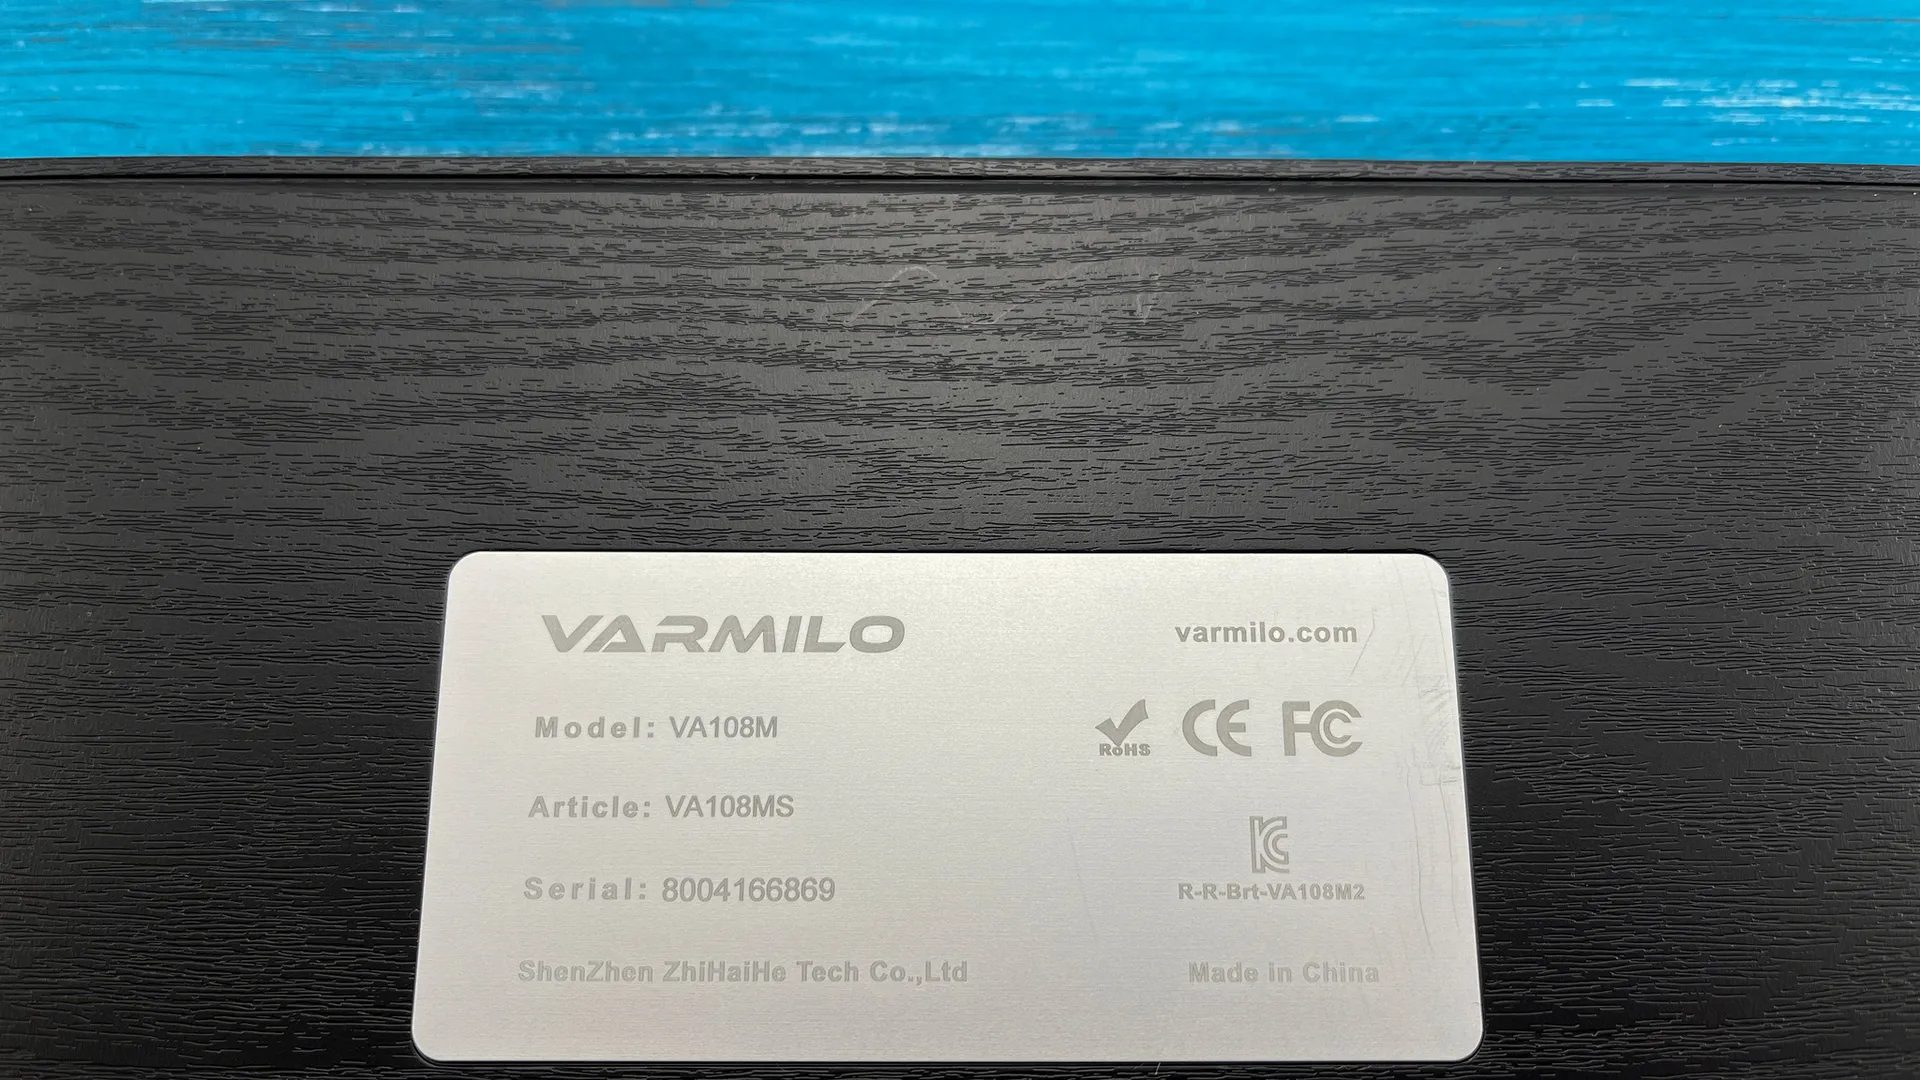 VARMILO
varmilo.com
Model: VA108M
RoHS CE FC
Article: VA108MS
KC
Serial: 8004166869
R-R-Brt-VA108M2
ShenZhen ZhiHaiHe Tech Co.,Ltd
Made in China